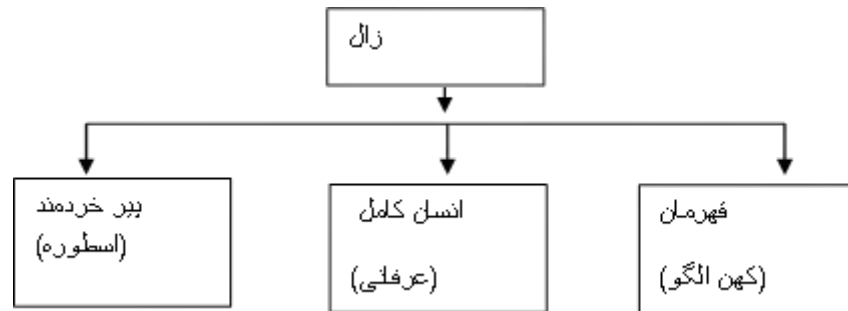 زال
قهرمان
(کهن الگو)
انسان کامل
(عرفانی)
پیر خردمند
(اسطوره)